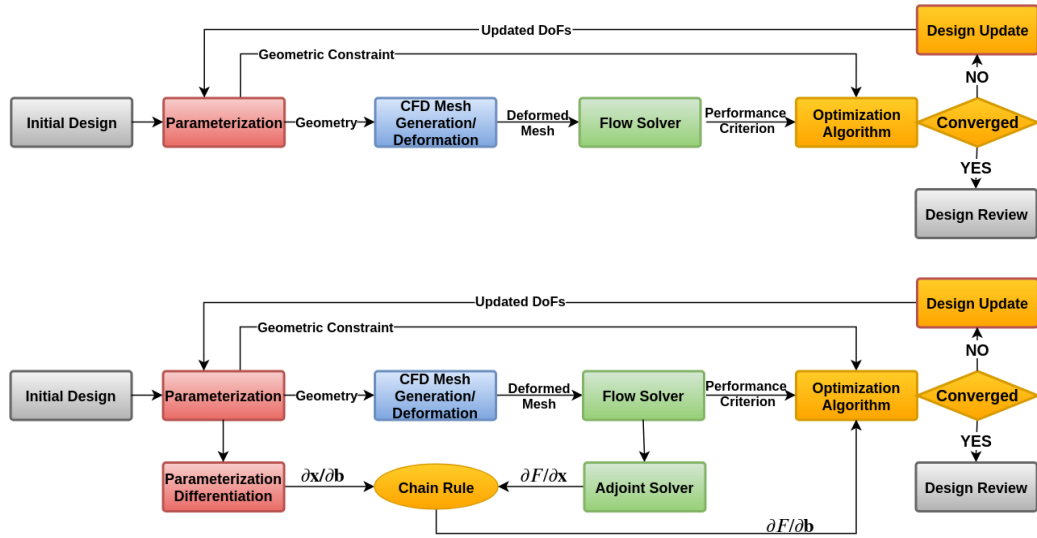 Updated DoFs
Design Update
Geometric Constraint
NO
Initial Design
Parameterization
Geometry
CFD Mesh
Generation/
Deformation
Deformed
Mesh
Flow Solver
Performance
Criterion
Optimization
Algorithm
Converged
YES
Design Review
Updated DoFs
Design Update
Geometric Constraint
NO
Initial Design
Parameterization
Geometry
CFD Mesh
Generation/
Deformation
Deformed
Mesh
Flow Solver
Performance
Criterion
Optimization
Algorithm
Converged
YES
Parameterization
Differentiation
∂x/∂b
Chain Rule
∂F/∂x
Adjoint Solver
Design Review
∂F/∂b